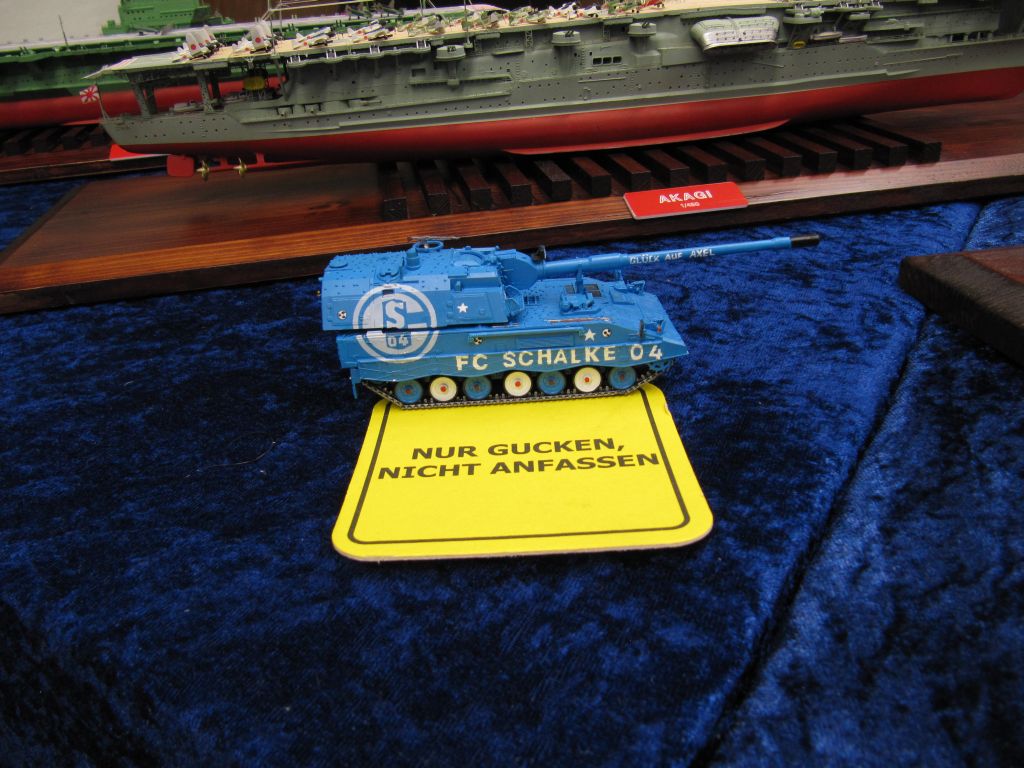 AKAGI
GLÜCK AUF AXEL
S
04
FC SCHALKE 04
NUR GUCKEN,
NICHT ANFASSEN